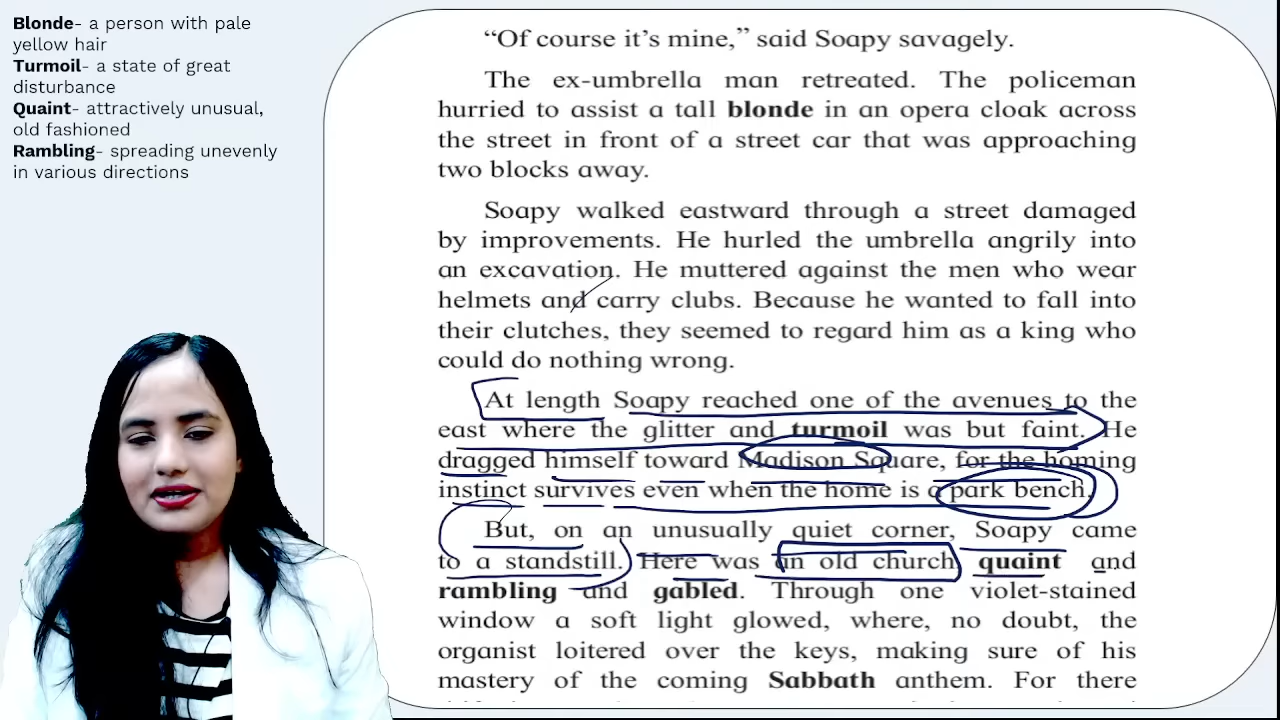 Blonde- a person with pale
yellow hair
Turmoil- a state of great
disturbance
Quaint- attractively unusual,
old fashioned
Rambling- spreading unevenly
in various directions
“Of course it’s mine,” said Soapy savagely.
The ex-umbrella man retreated. The policeman
hurried to assist a tall blonde in an opera cloak across
the street in front of a street car that was approaching
two blocks away.
Soapy walked eastward through a street damaged
by improvements. He hurled the umbrella angrily into
an excavation. He muttered against the men who wear
helmets and carry clubs. Because he wanted to fall into
their clutches, they seemed to regard him as a king who
could do nothing wrong.
At length Soapy reached one of the avenues to the
east where the glitter and turmoil was but faint. He
dragged himself toward Madison Square, for the homing
instinct survives even when the home is a park bench.
But, on an unusually quiet corner, Soapy came
to a standstill. Here was an old church quaint and
rambling and gabled. Through one violet-stained
window a soft light glowed, where, no doubt, the
organist loitered over the keys, making sure of his
mastery of the coming Sabbath anthem. For there